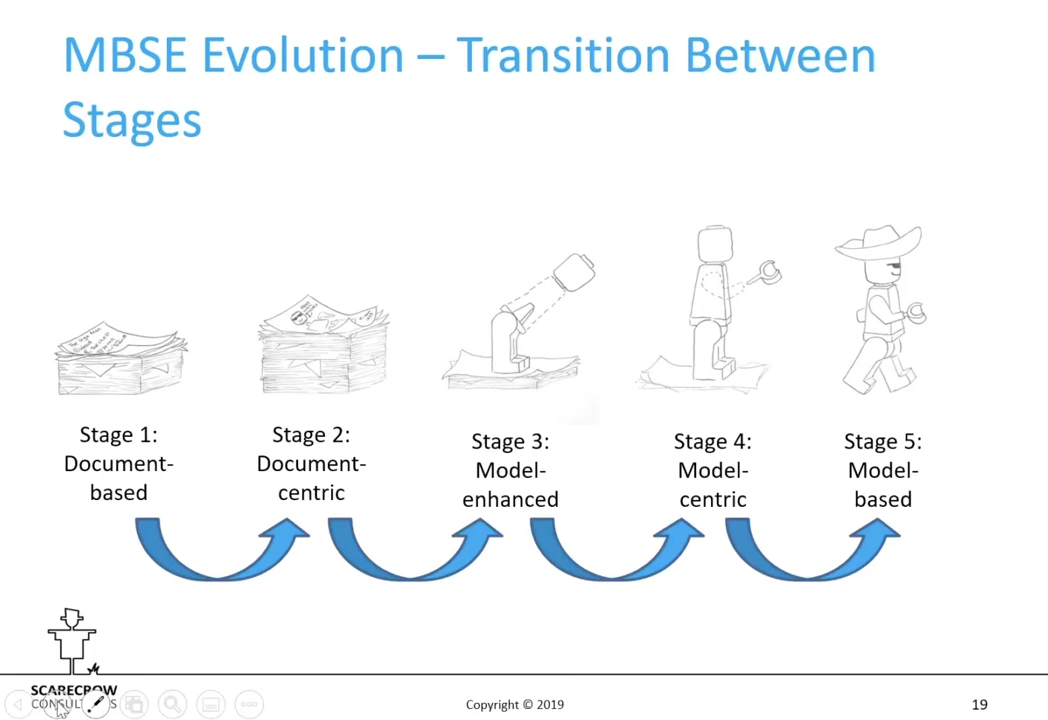 MBSE Evolution – Transition Between
Stages
Stage 1:
Document-
based
Stage 2:
Document-
centric
Stage 3:
Model-
enhanced
Stage 4:
Model-
centric
Stage 5:
Model-
based
SCARECROW
CONSUL S
Copyright © 2019
19